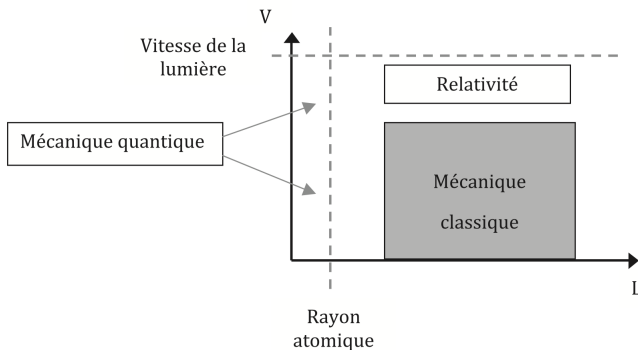 V
Vitesse de la
lumière
Relativité
Mécanique quantique
Mécanique
classique
L
Rayon
atomique